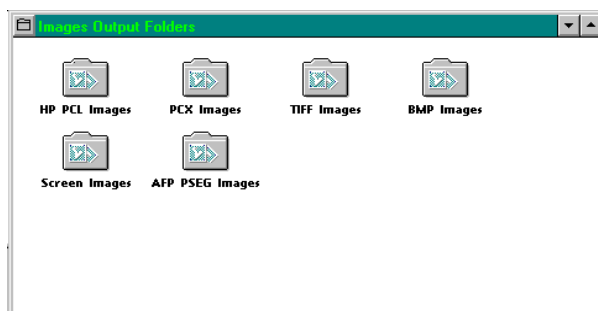 Images Output Folders
HP PCL Images PCX Images TIFF Images BMP Images
Screen Images AFP PSEG Images